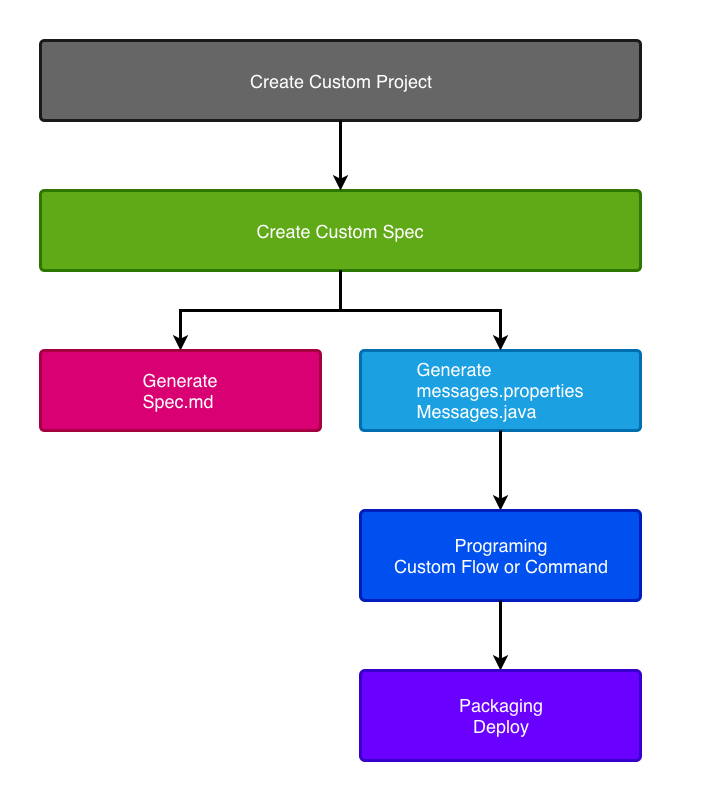 Create Custom Project
Create Custom Spec
Generate
Spec.md
Generate
messages.properties
Messages.java
Programing
Custom Flow or Command
Packaging
Deploy